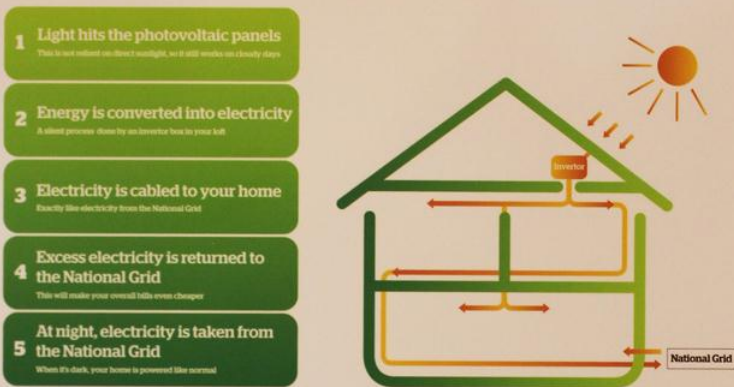 1
Light hits the photovoltaic panels
This is not relient on direct sunlight, so it still works on cloudy days
2
Energy is converted into electricity
A silent process done by an invertor box in your loft
3
Electricity is cabled to your home
Exactly like electricity from the National Grid
4
Excess electricity is returned to
the National Grid
This will make your overall bills even cheaper
5
At night, electricity is taken from
the National Grid
When it's dark, your home is powered like normal
Invertor
National Grid